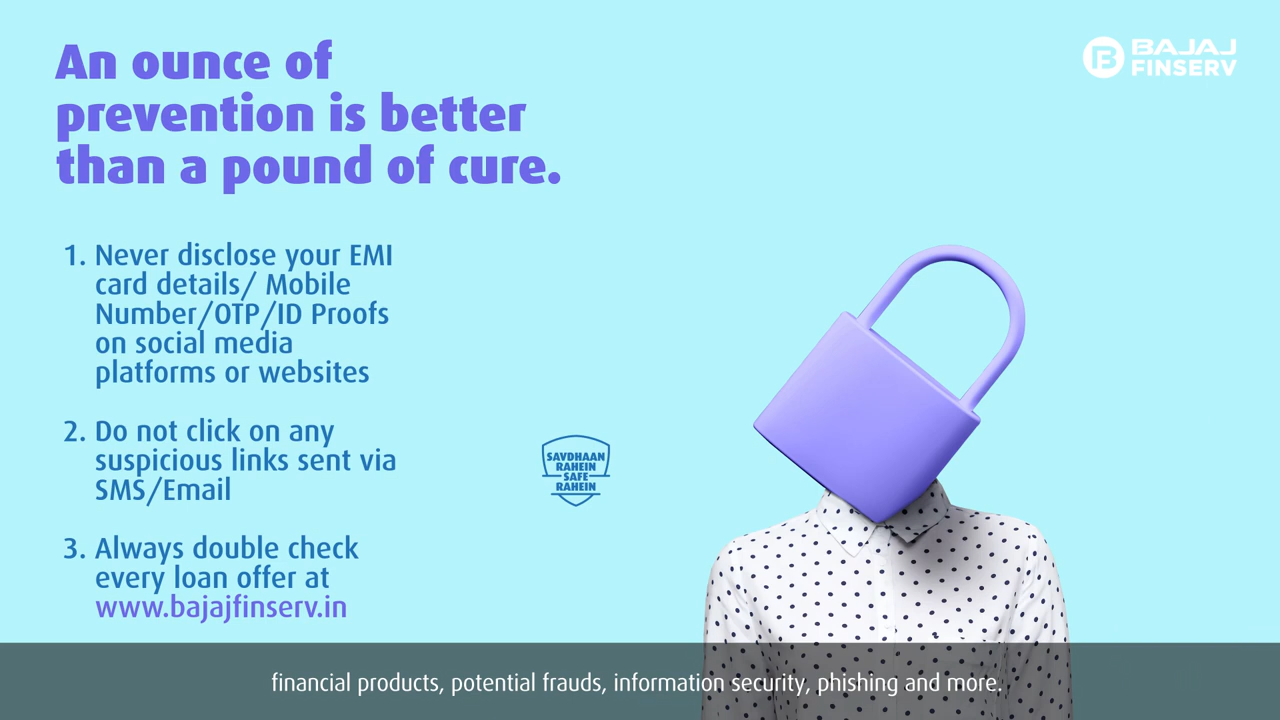 An ounce of
prevention is better
than a pound of cure.
BAJAJ
FINSERV
1. Never disclose your EMI
card details/ Mobile
Number/OTP/ID Proofs
on social media
platforms or websites
2. Do not click on any
suspicious links sent via
SMS/Email
3. Always double check
every loan offer at
www.bajajfinserv.in
SAVDHAAN
RAHEIN
SAFE
RAHEIN
financial products, potential frauds, information security, phishing and more.